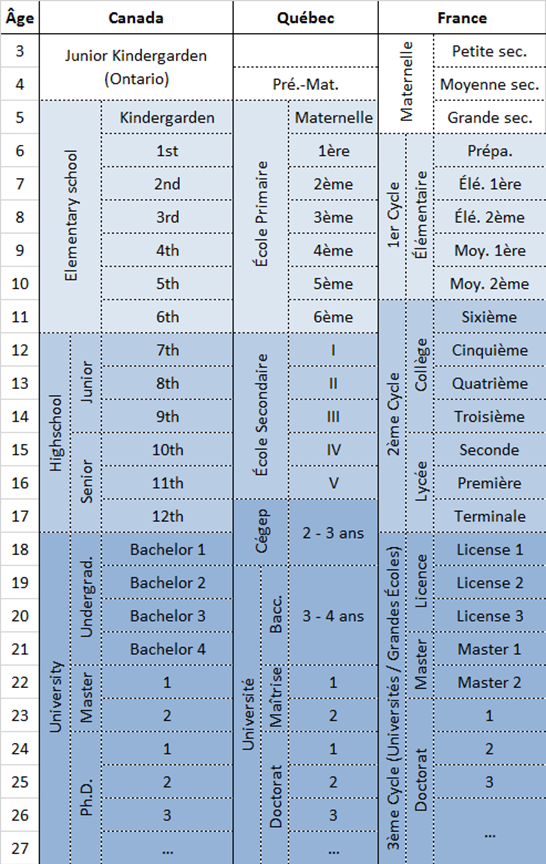 Âge Canada Québec France
3 Junior Kindergarden (Ontario) Maternelle Petite sec.
4 Pré.-Mat. Moyenne sec.
5 Elementary school Kindergarden École Primaire Maternelle Grande sec.
6 1st 1ère 1er Cycle Élémentaire Prépa.
7 2nd 2ème Élé. 1ère
8 3rd 3ème Élé. 2ème
9 4th 4ème Moy. 1ère
10 5th 5ème Moy. 2ème
11 6th 6ème 2ème Cycle Collège Sixième
12 Highschool Junior 7th École Secondaire I Cinquième
13 8th II Quatrième
14 9th III Troisième
15 Senior 10th IV Lycée Seconde
16 11th V Première
17 12th Cégep 2 - 3 ans Terminale
18 University Undergrad. Bachelor 1 3ème Cycle (Universités / Grandes Écoles) Licence License 1
19 Bachelor 2 Université Bacc. 3 - 4 ans License 2
20 Bachelor 3 License 3
21 Bachelor 4 Master Master 1
22 Master 1 Maîtrise 1 Master 2
23 2 2 Doctorat 1
24 Ph.D. 1 Doctorat 1 2
25 2 2 3
26 3 3 ...
27 ... ...